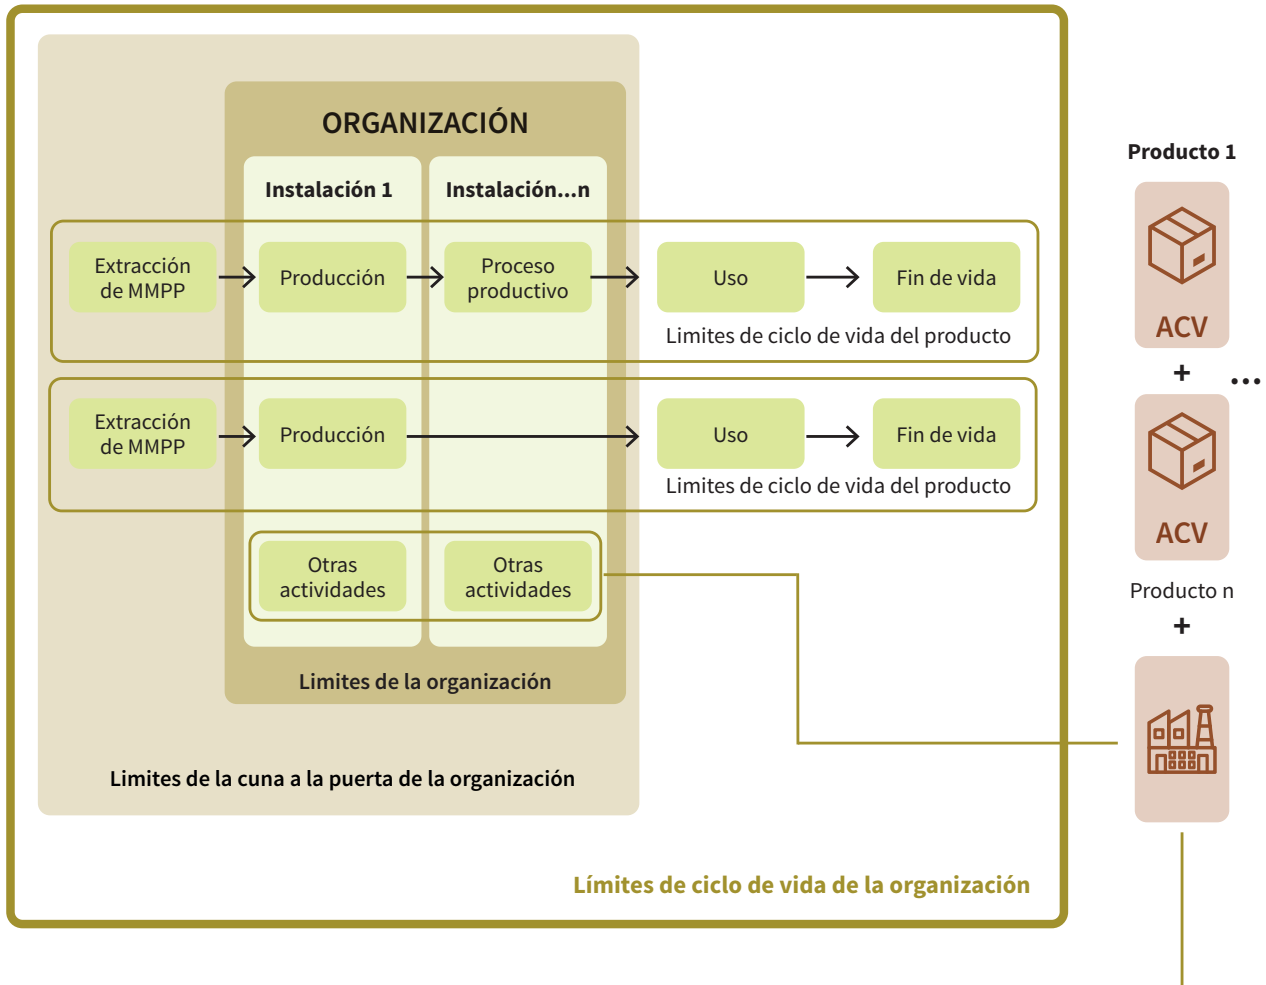 ORGANIZACIÓN
Instalación 1
Instalación...n
Extracción
de MMPP
Producción
Proceso
productivo
Uso
Fin de vida
Limites de ciclo de vida del producto
Extracción
de MMPP
Producción
Uso
Fin de vida
Limites de ciclo de vida del producto
Otras
actividades
Otras
actividades
Limites de la organización
Limites de la cuna a la puerta de la organización
Límites de ciclo de vida de la organización
Producto 1
ACV
+ ...
ACV
Producto n
+